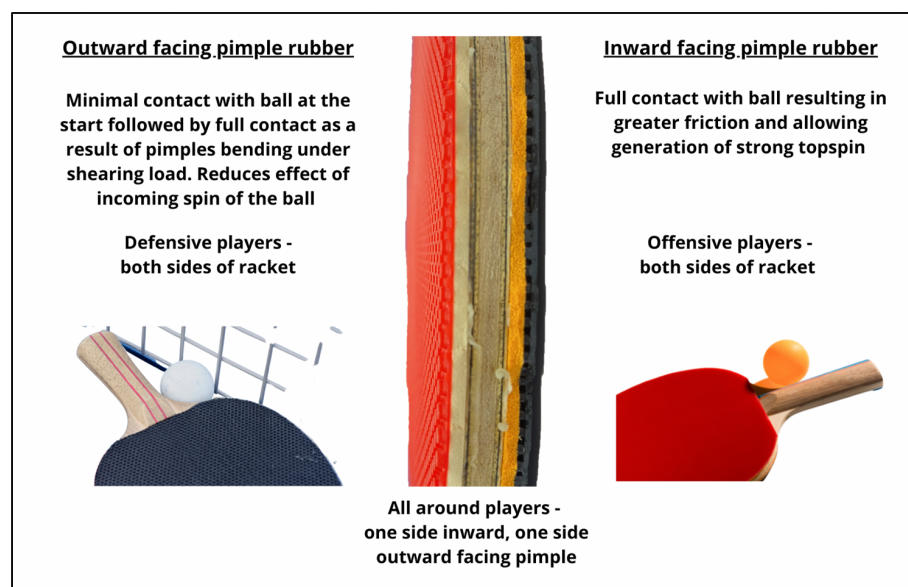 Outward facing pimple rubber
Minimal contact with ball at the
start followed by full contact as a
result of pimples bending under
shearing load. Reduces effect of
incoming spin of the ball
Defensive players -
both sides of racket
Inward facing pimple rubber
Full contact with ball resulting in
greater friction and allowing
generation of strong topspin
Offensive players -
both sides of racket
All around players -
one side inward, one side
outward facing pimple